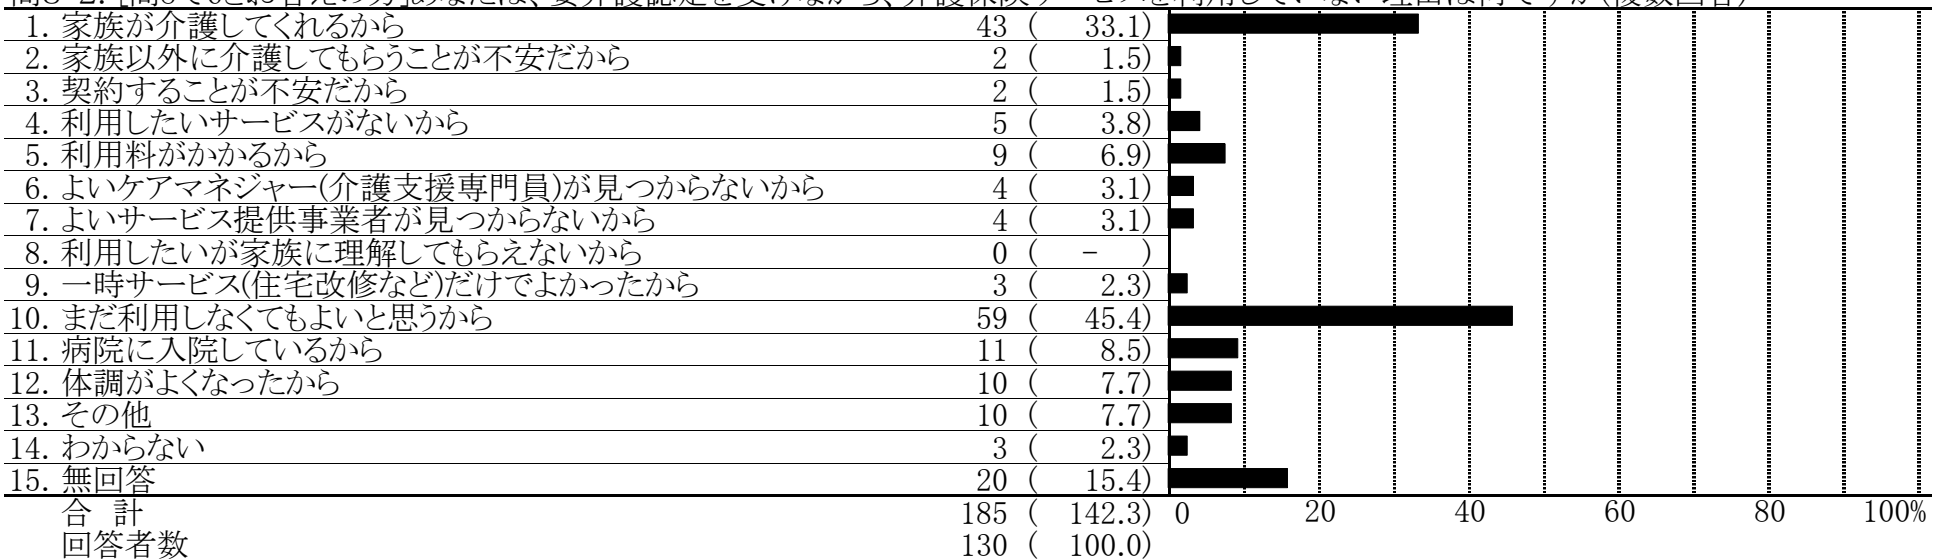 1. 家族が介護してくれるから 43 ( 33.1)
2. 家族以外に介護してもらうことが不安だから 2 ( 1.5)
3. 契約することが不安だから 2 ( 1.5)
4. 利用したいサービスがないから 5 ( 3.8)
5. 利用料がかかるから 9 ( 6.9)
6. よいケアマネジャー(介護支援専門員)が見つからないから 4 ( 3.1)
7. よいサービス提供事業者が見つからないから 4 ( 3.1)
8. 利用したいが家族に理解してもらえないから 0 ( - )
9. 一時サービス(住宅改修など)だけでよかったから 3 ( 2.3)
10. まだ利用しなくてもよいと思うから 59 ( 45.4)
11. 病院に入院しているから 11 ( 8.5)
12. 体調がよくなったから 10 ( 7.7)
13. その他 10 ( 7.7)
14. わからない 3 ( 2.3)
15. 無回答 20 ( 15.4)
合 計 185 ( 142.3) 0 20 40 60 80 100%
回答者数 130 ( 100.0)